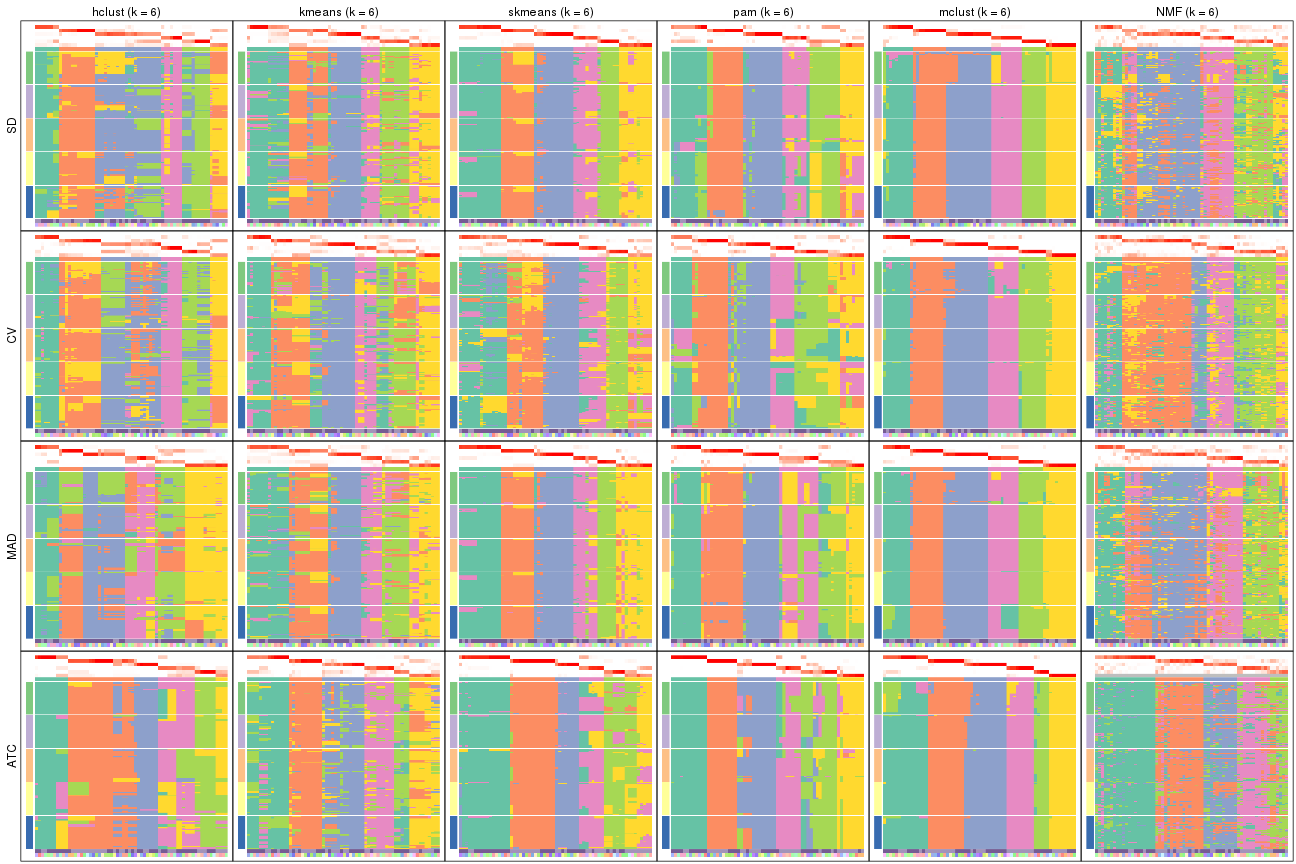 hclust (k = 6) kmeans (k = 6) skmeans (k = 6) pam (k = 6) mclust (k = 6) NMF (k = 6)
SD
CV
MAD
ATC